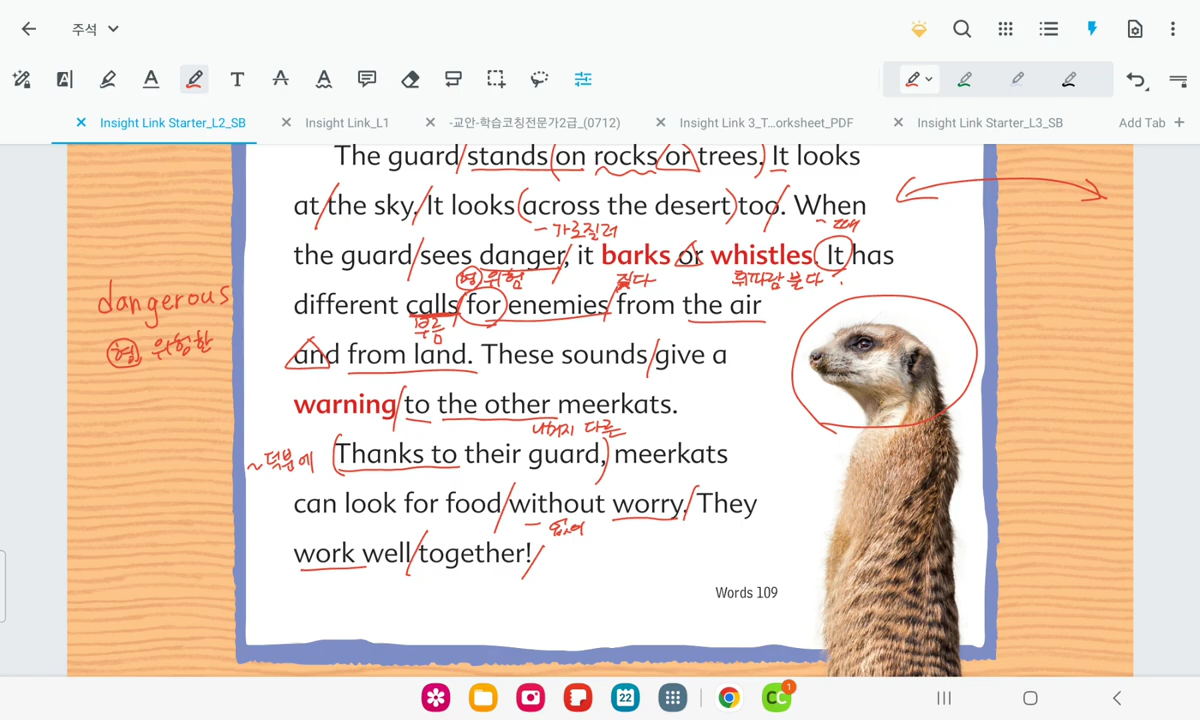 주석
Insight Link Starter_L2_SB
Insight Link_L1
-교안-학습코칭전문가2급_(0712)
Insight Link 3_T...orksheet_PDF
Insight Link Starter_L3_SB
Add Tab +
The guard/stands (on rocks or trees.) It looks
at/the sky./It looks (across the desert) too./When
~ 가로질러
~ 때
the guard/sees danger,/it barks or whistles. It has
형 위험
짖다
휘파람 불다
different calls/for enemies/from the air
부름
dangerous
형 위험한
and from land. These sounds/give a
warning/to the other meerkats.
나머지 다른
~덕분에
(Thanks to their guard,) meerkats
can look for food/without worry./They
~ 없이
work well/together!/
Words 109
22
CC
1